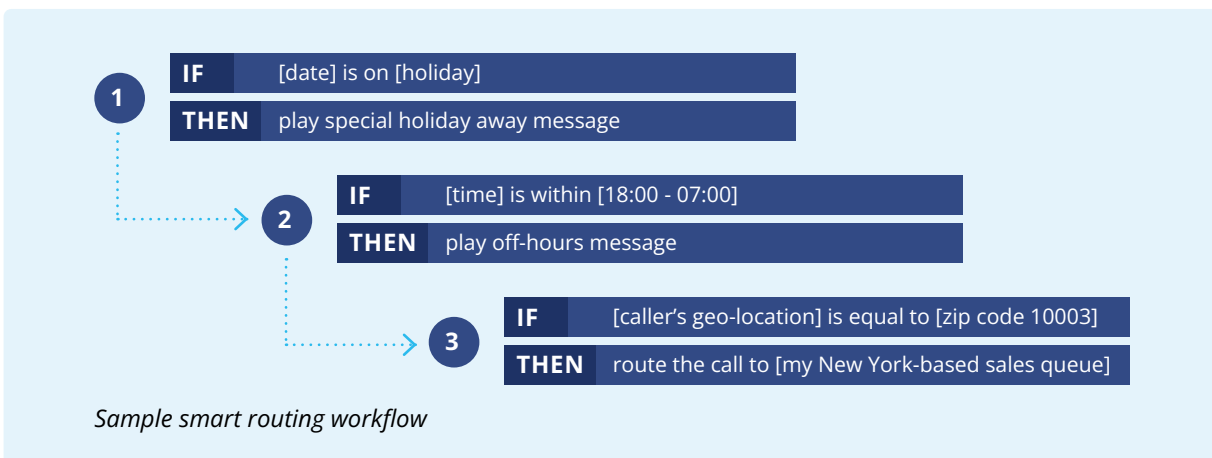 1
IF [date] is on [holiday]
THEN play special holiday away message
2
IF [time] is within [18:00 - 07:00]
THEN play off-hours message
3
IF [caller’s geo-location] is equal to [zip code 10003]
THEN route the call to [my New York-based sales queue]
Sample smart routing workflow